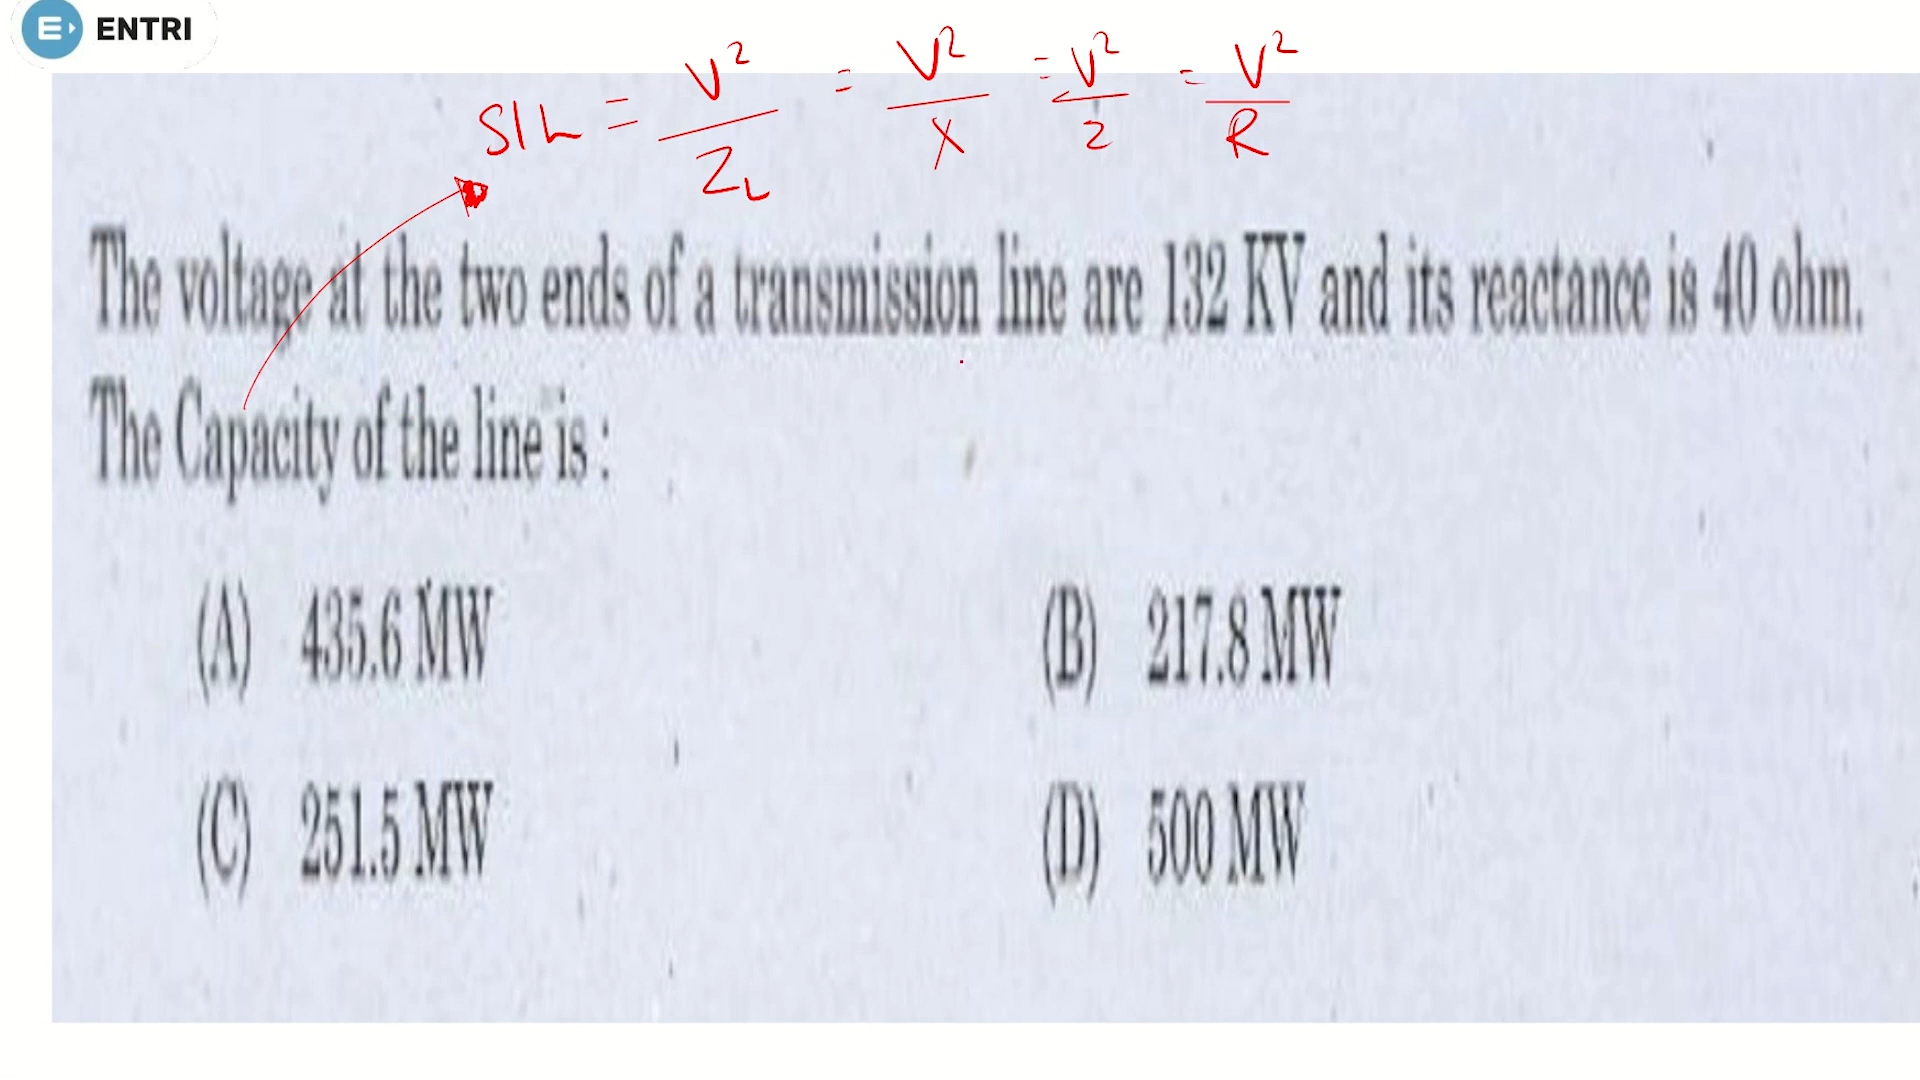 ENTRI
SIL = V²/Z_L = V²/X = V²/2 = V²/R
The voltage at the two ends of a transmission line are 132 KV and its reactance is 40 ohm.
The Capacity of the line is :
(A) 435.6 MW (B) 217.8 MW
(C) 251.5 MW (D) 500 MW